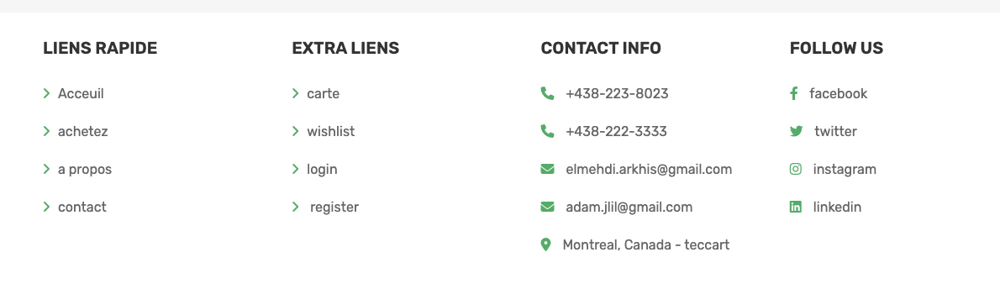 LIENS RAPIDE
Acceuil
achetez
a propos
contact
EXTRA LIENS
carte
wishlist
login
register
CONTACT INFO
+438-223-8023
+438-222-3333
elmehdi.arkhis@gmail.com
adam.jlil@gmail.com
Montreal, Canada - teccart
FOLLOW US
facebook
twitter
instagram
linkedin